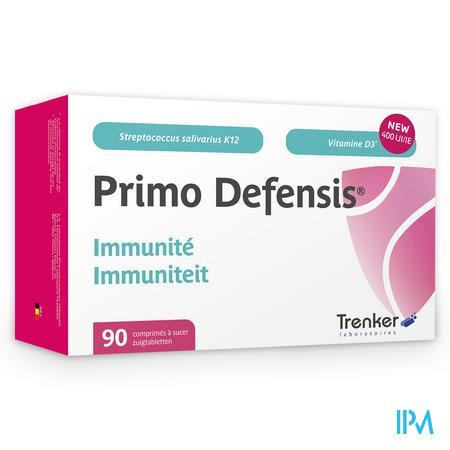 Streptococcus salivarius K12
Vitamine D3*
NEW
400 UI/IE
Primo Defensis®
Immunité
Immuniteit
90 comprimés à sucer
zuigtabletten
Trenker
laboratoires
IPM